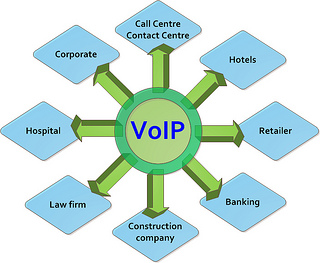 Call Centre
Contact Centre
Corporate
Hotels
Hospital
VoIP
Retailer
Law firm
Banking
Construction
company